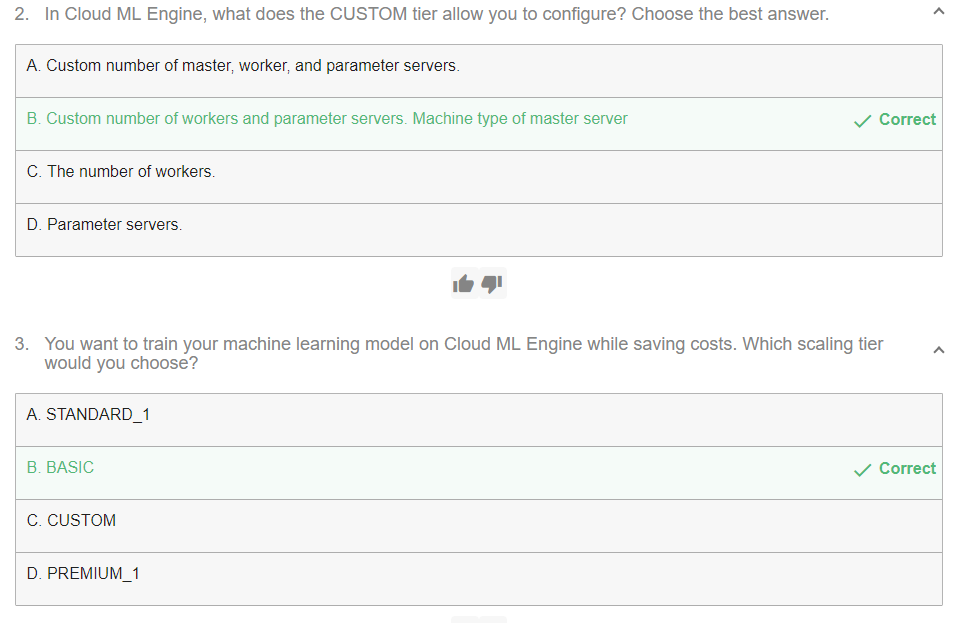 2. In Cloud ML Engine, what does the CUSTOM tier allow you to configure? Choose the best answer.
A. Custom number of master, worker, and parameter servers.
B. Custom number of workers and parameter servers. Machine type of master server Correct
C. The number of workers.
D. Parameter servers.
3. You want to train your machine learning model on Cloud ML Engine while saving costs. Which scaling tier
would you choose?
A. STANDARD_1
B. BASIC Correct
C. CUSTOM
D. PREMIUM_1